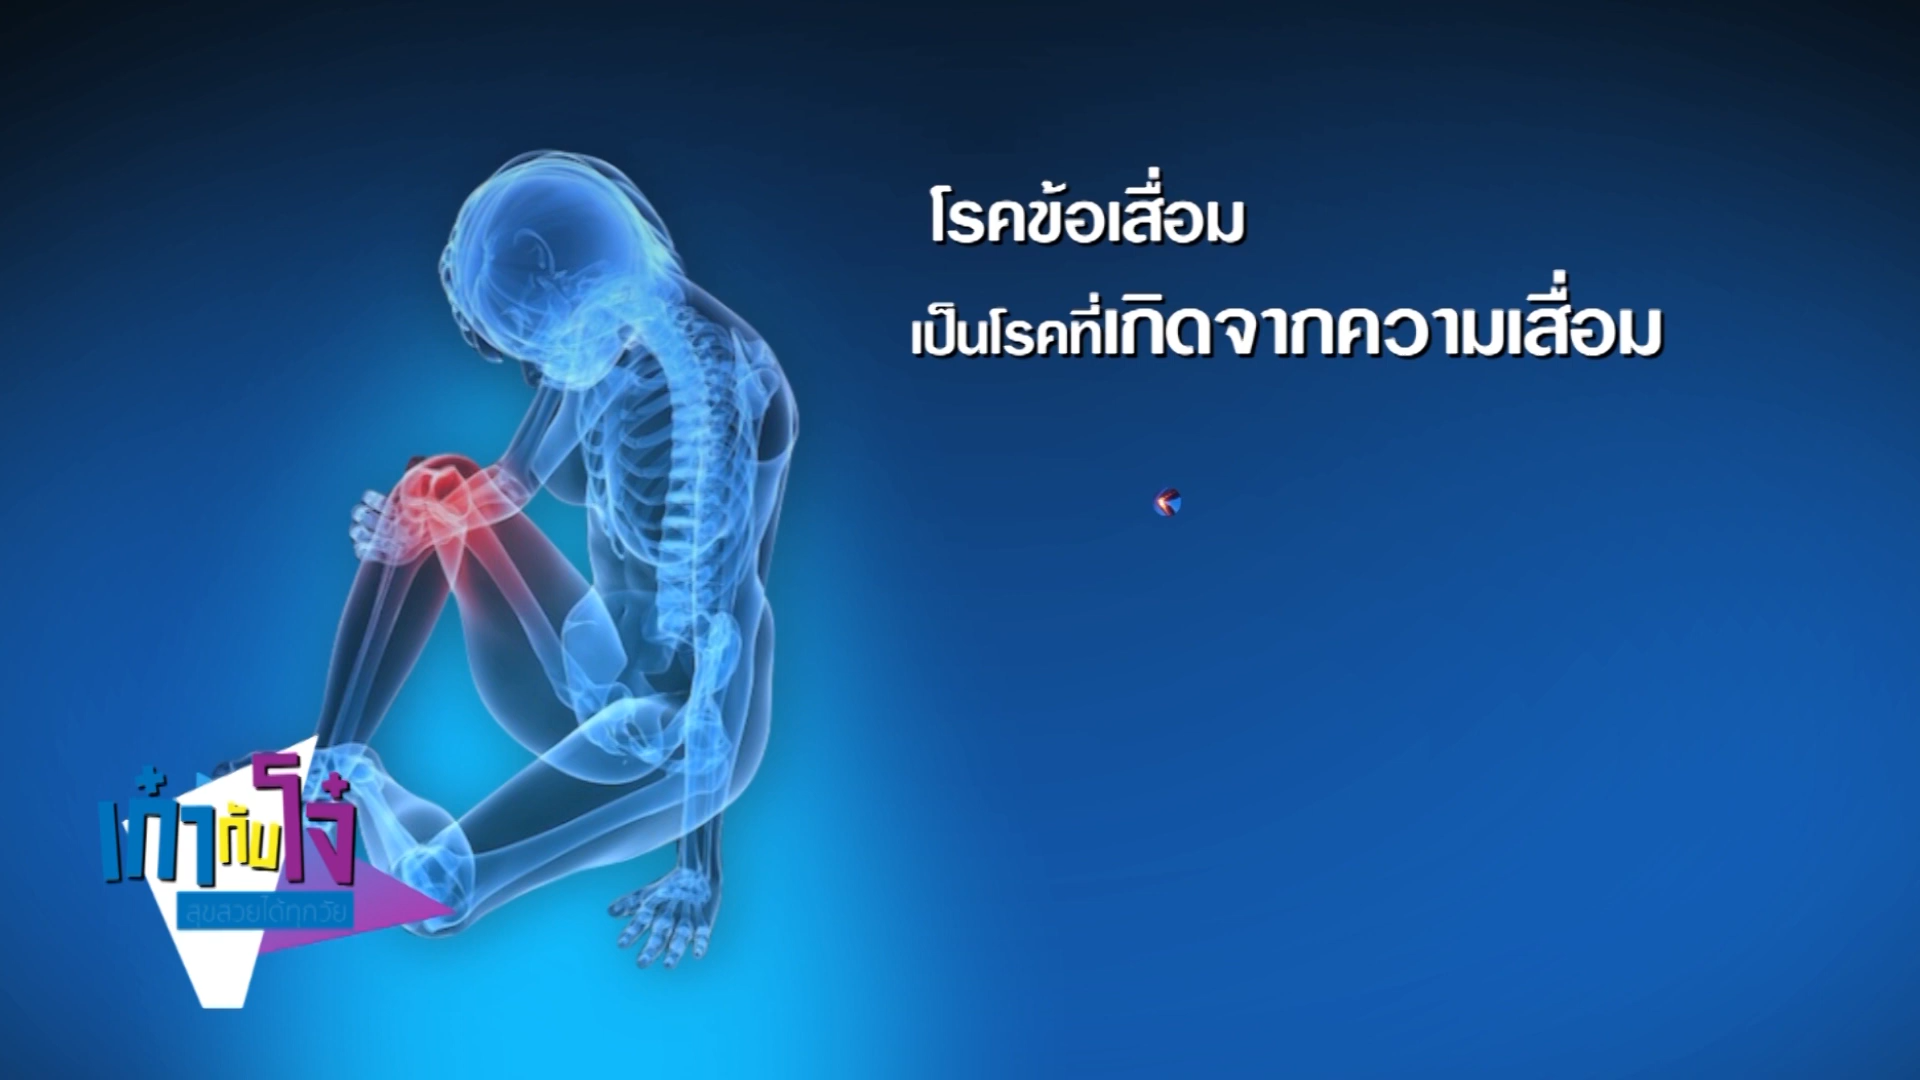 โรคข้อเสื่อม
เป็นโรคที่เกิดจากความเสื่อม
เก๋ากับโจ๋
สุขสวยได้ทุกวัย